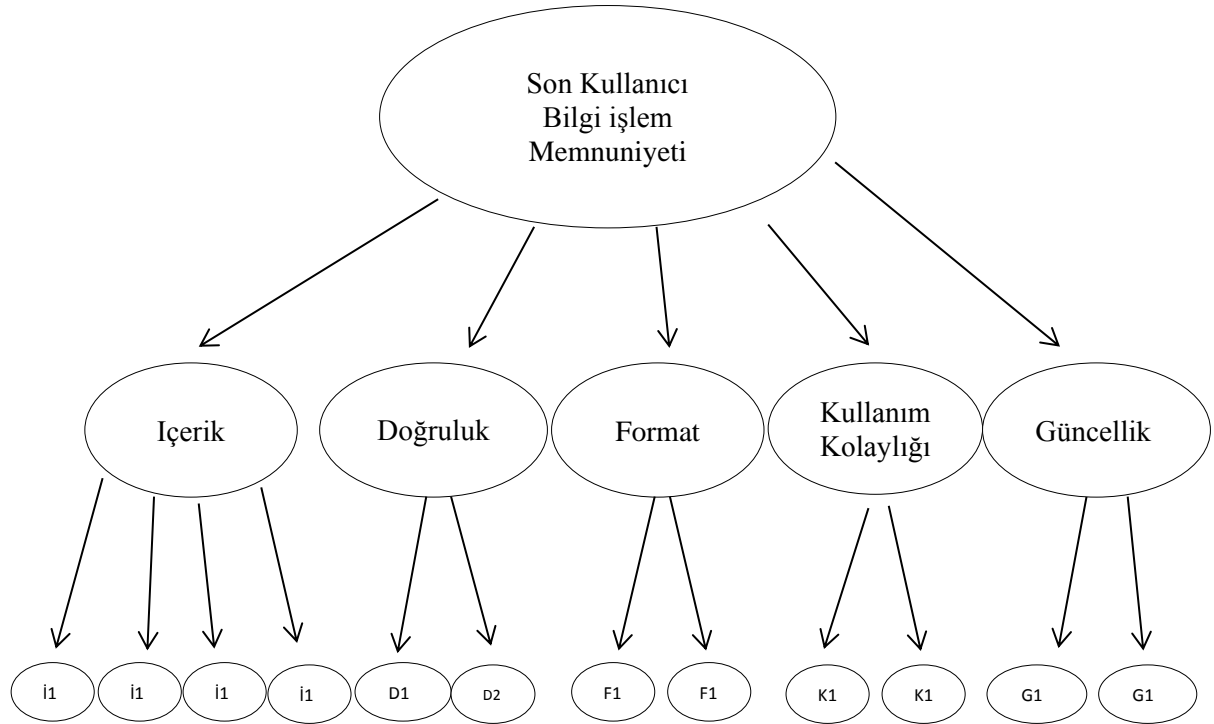 Son Kullanıcı
Bilgi işlem
Memnuniyeti
Içerik
Doğruluk
Format
Kullanım
Kolaylığı
Güncellik
İ1
İ1
İ1
İ1
D1
D2
F1
F1
K1
K1
G1
G1